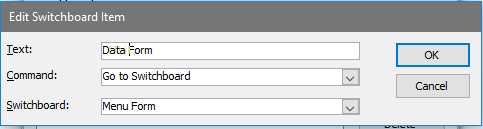 Edit Switchboard Item
Text: Data Form OK
Command: Go to Switchboard
Cancel
Switchboard: Menu Form
Delete